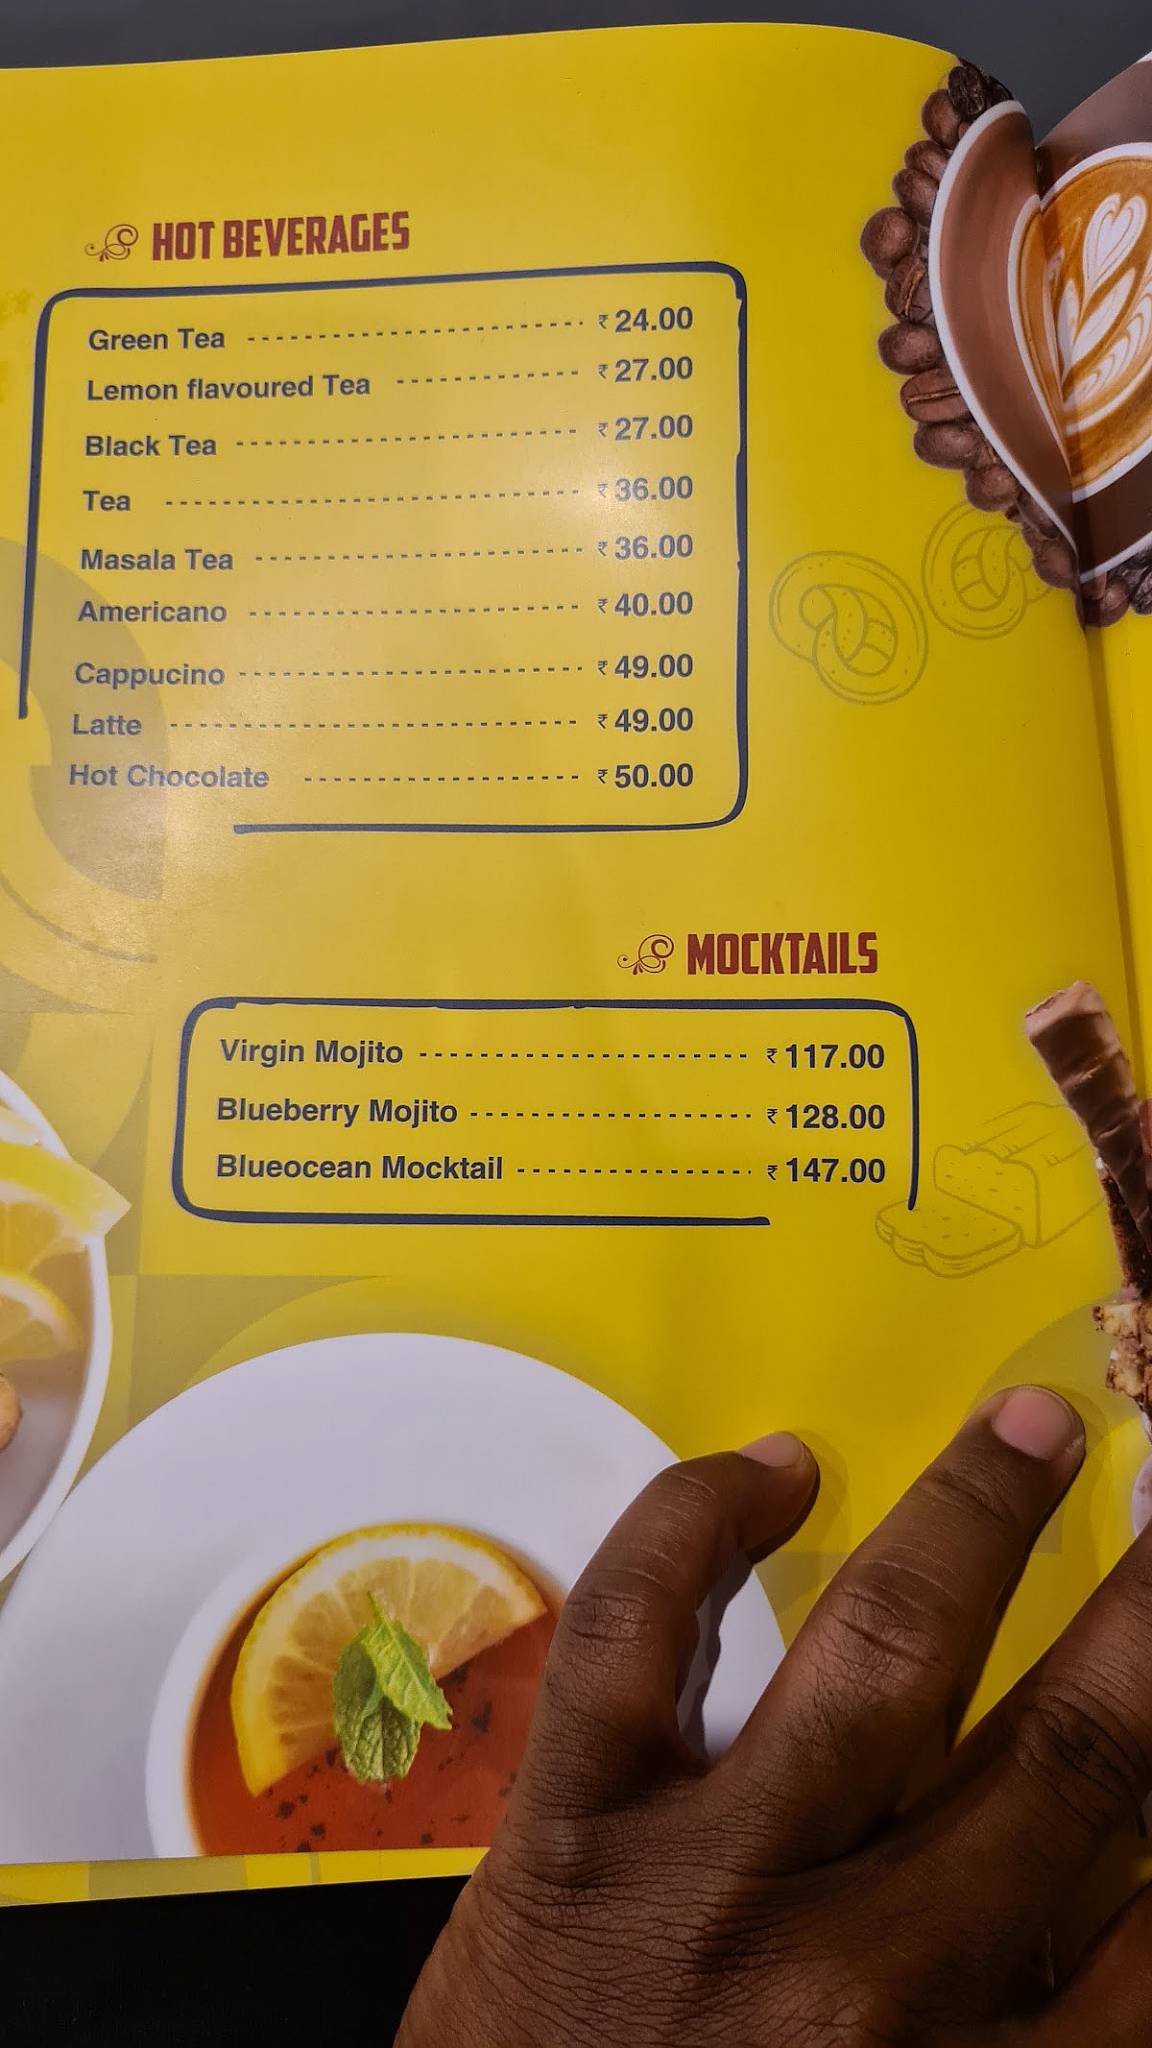 HOT BEVERAGES
Green Tea ₹ 24.00
Lemon flavoured Tea ₹ 27.00
Black Tea ₹ 27.00
Tea ₹ 36.00
Masala Tea ₹ 36.00
Americano ₹ 40.00
Cappucino ₹ 49.00
Latte ₹ 49.00
Hot Chocolate ₹ 50.00
MOCKTAILS
Virgin Mojito ₹ 117.00
Blueberry Mojito ₹ 128.00
Blueocean Mocktail ₹ 147.00